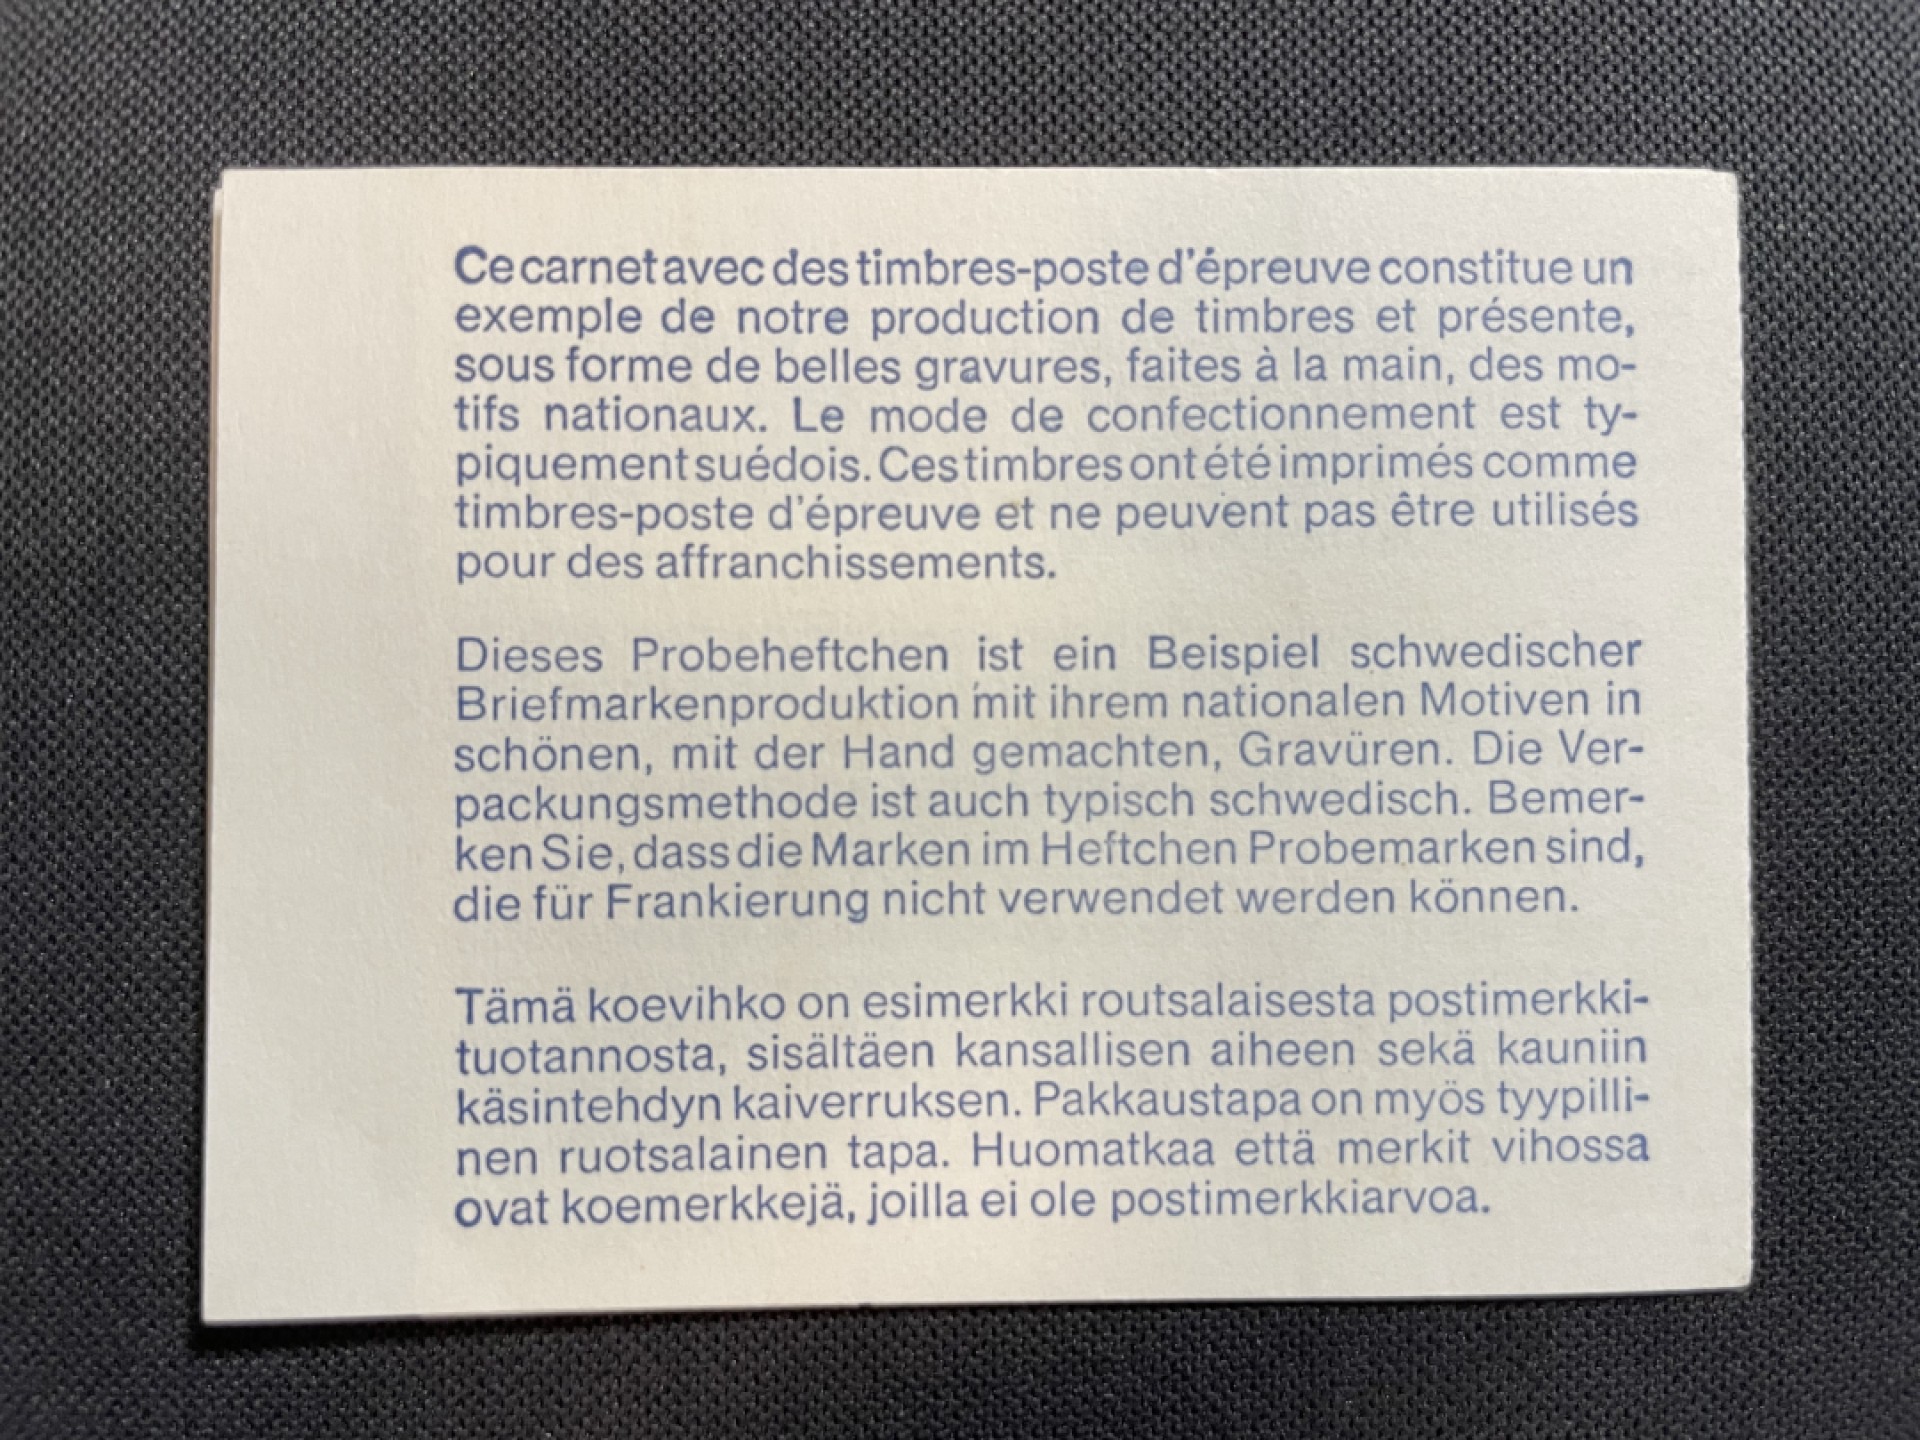 Ce carnet avec des timbres-poste d'épreuve constitue un
exemple de notre production de timbres et présente,
sous forme de belles gravures, faites à la main, des mo-
tifs nationaux. Le mode de confectionnement est ty-
piquement suédois. Ces timbres ont été imprimés comme
timbres-poste d'épreuve et ne peuvent pas être utilisés
pour des affranchissements.
Dieses Probeheftchen ist ein Beispiel schwedischer
Briefmarkenproduktion mit ihrem nationalen Motiven in
schönen, mit der Hand gemachten, Gravüren. Die Ver-
packungsmethode ist auch typisch schwedisch. Bemer-
ken Sie, dass die Marken im Heftchen Probemarken sind,
die für Frankierung nicht verwendet werden können.
Tämä koevihko on esimerkki routsalaisesta postimerkki-
tuotannosta, sisältäen kansallisen aiheen sekä kauniin
käsintehdyn kaiverruksen. Pakkaustapa on myös tyypilli-
nen ruotsalainen tapa. Huomatkaa että merkit vihossa
ovat koemerkkejä, joilla ei ole postimerkkiarvoa.